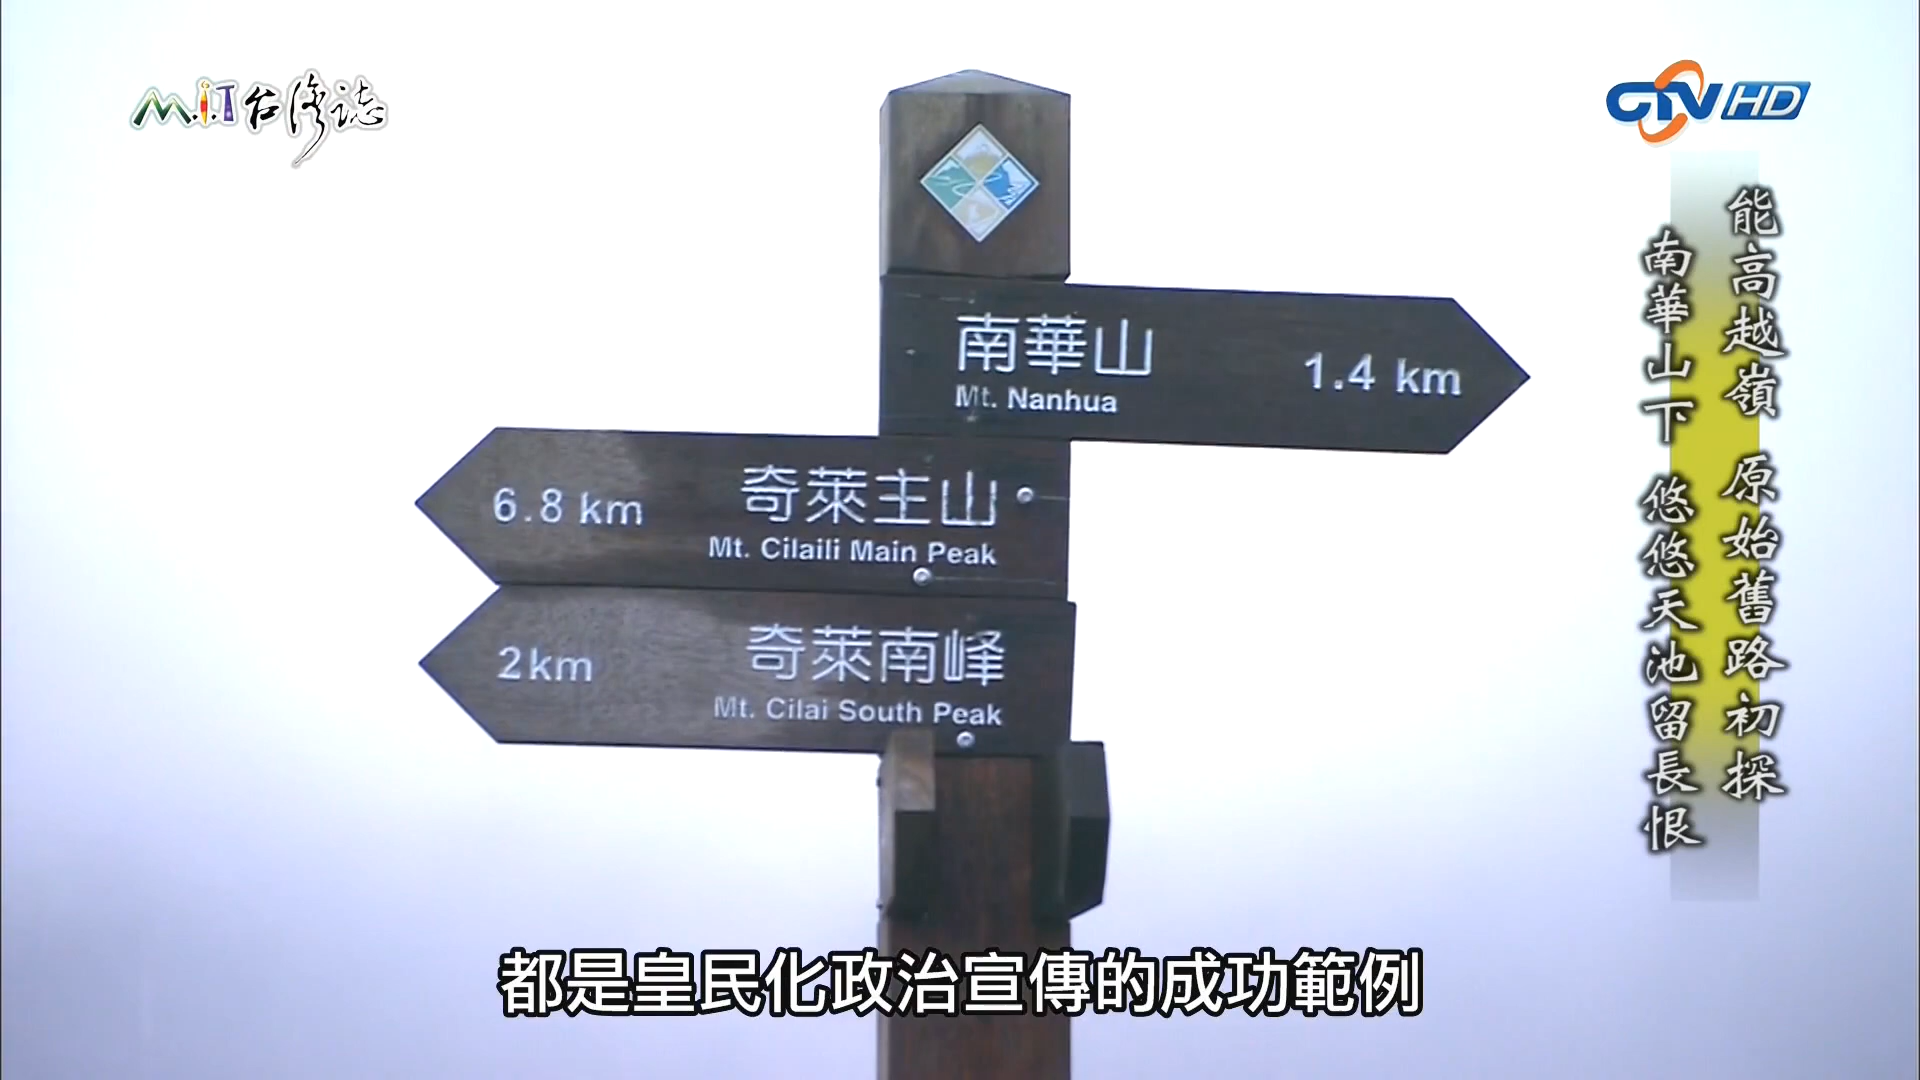 M.I.T台灣誌
CTV HD
能高越嶺 原始舊路初探
南華山下 悠悠天池留長恨
南華山 1.4 km
Mt. Nanhua
6.8 km 奇萊主山
Mt. Cilaili Main Peak
2km 奇萊南峰
Mt. Cilai South Peak
都是皇民化政治宣傳的成功範例